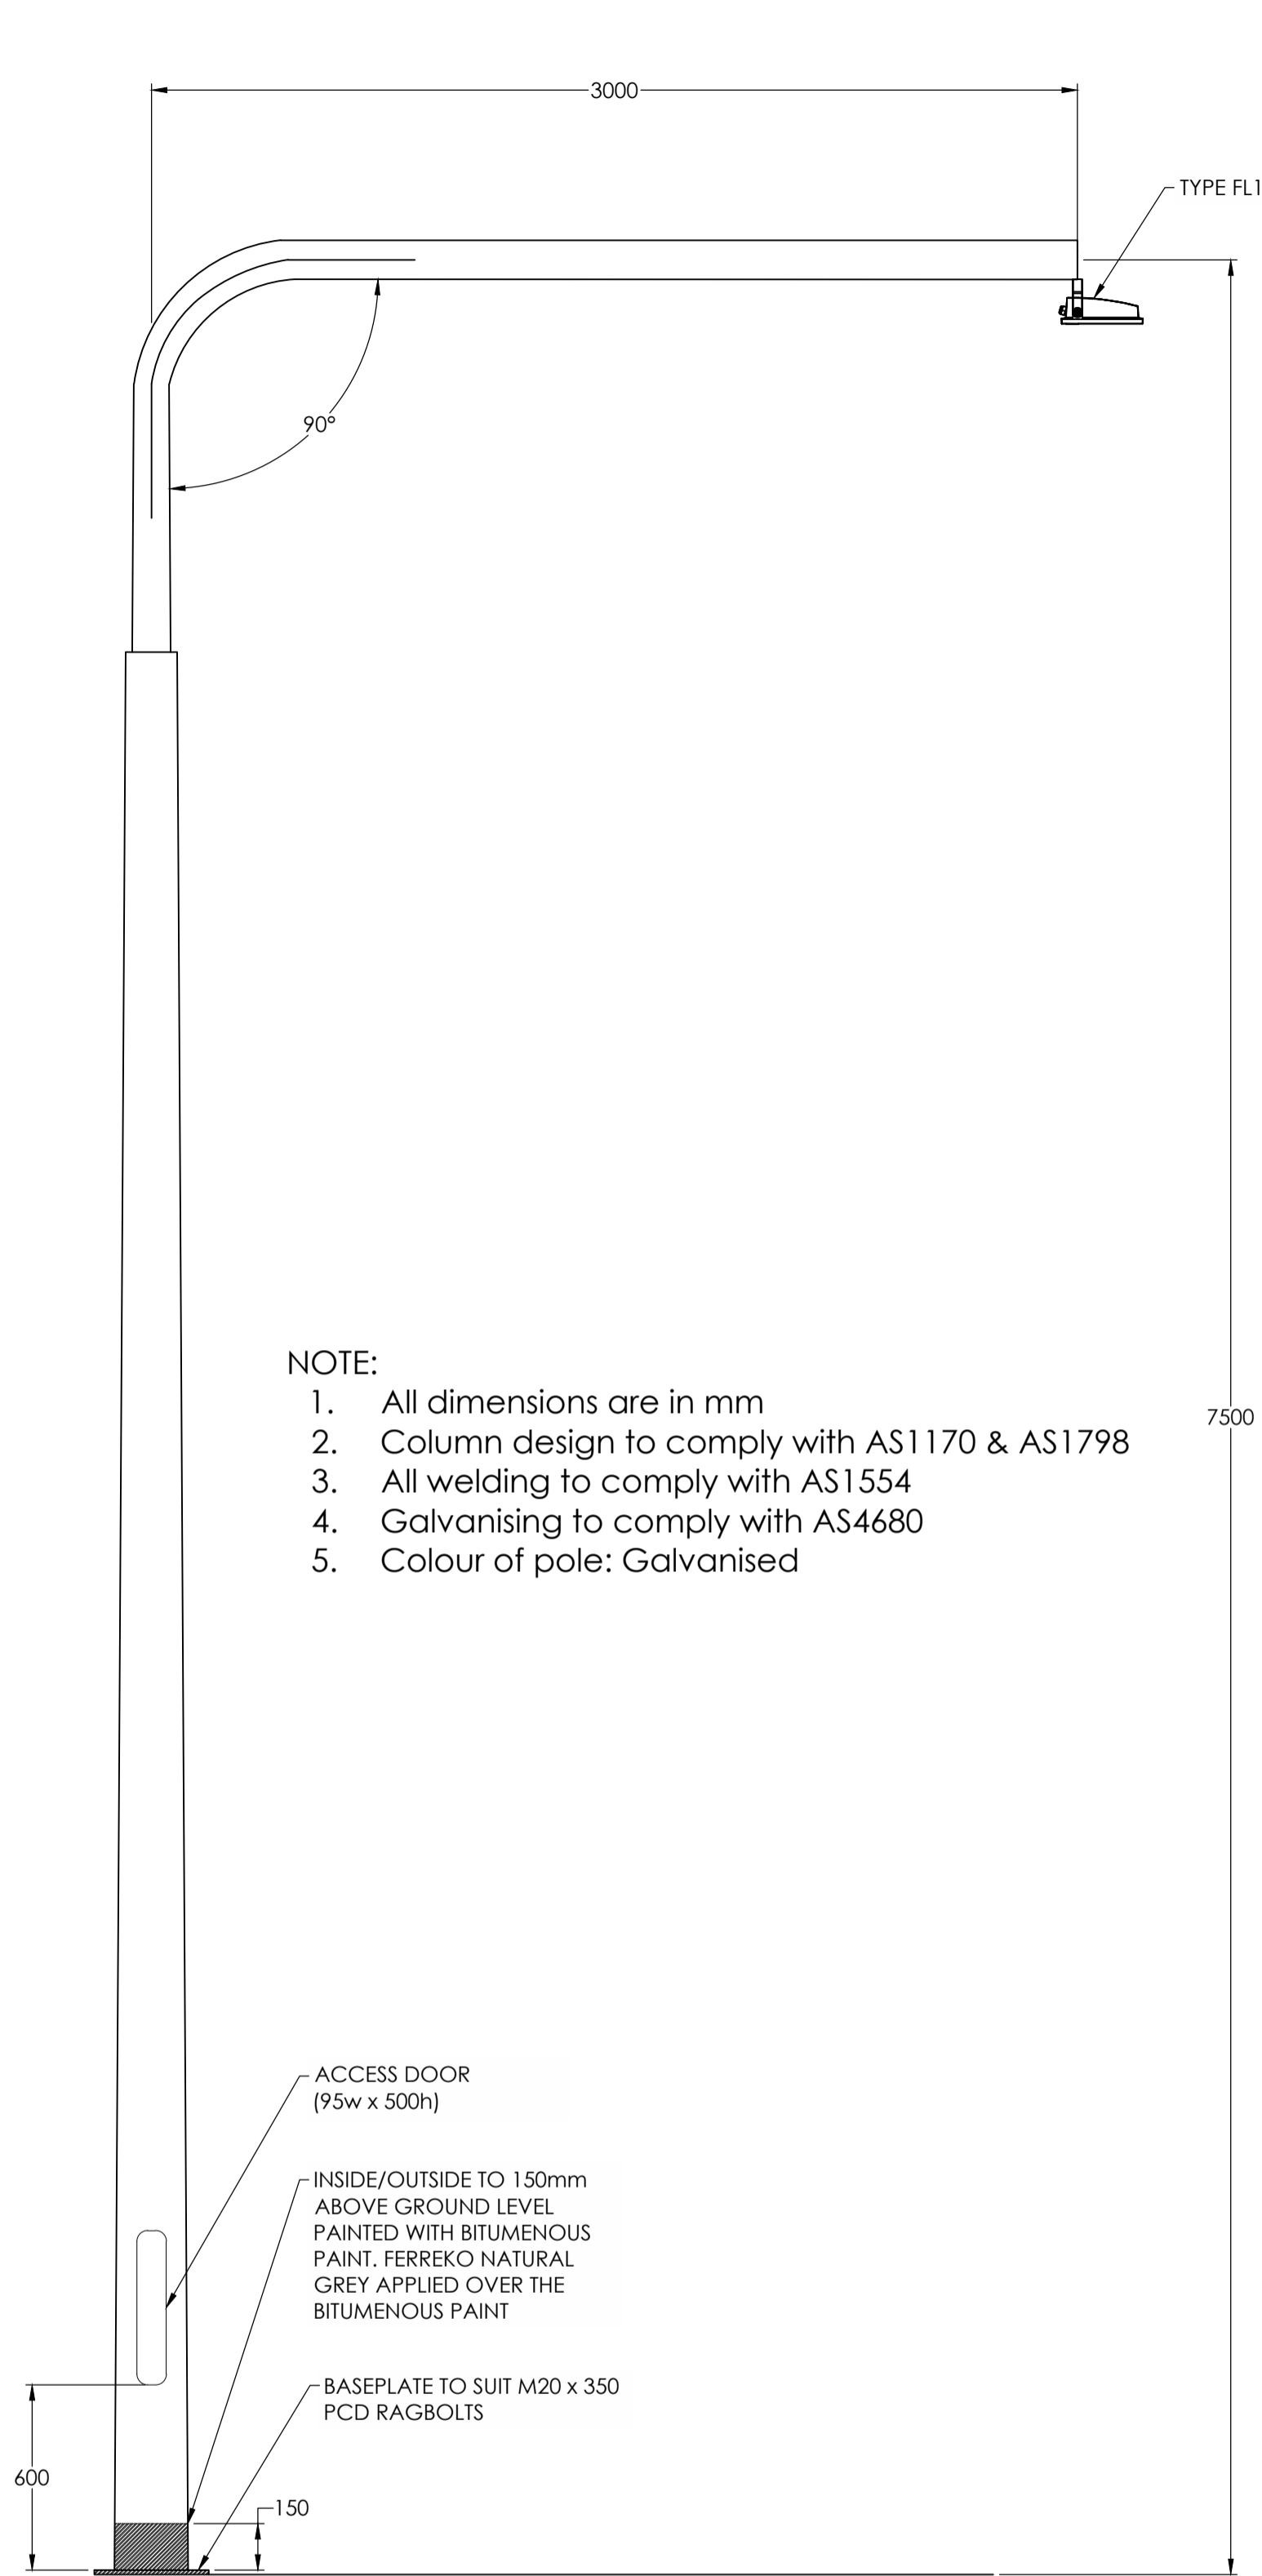 3000
TYPE FL1
90°
NOTE:
1. All dimensions are in mm
2. Column design to comply with AS1170 & AS1798
3. All welding to comply with AS1554
4. Galvanising to comply with AS4680
5. Colour of pole: Galvanised
7500
ACCESS DOOR
(95w x 500h)
INSIDE/OUTSIDE TO 150mm
ABOVE GROUND LEVEL
PAINTED WITH BITUMENOUS
PAINT. FERREKO NATURAL
GREY APPLIED OVER THE
BITUMENOUS PAINT
BASEPLATE TO SUIT M20 x 350
PCD RAGBOLTS
600
150